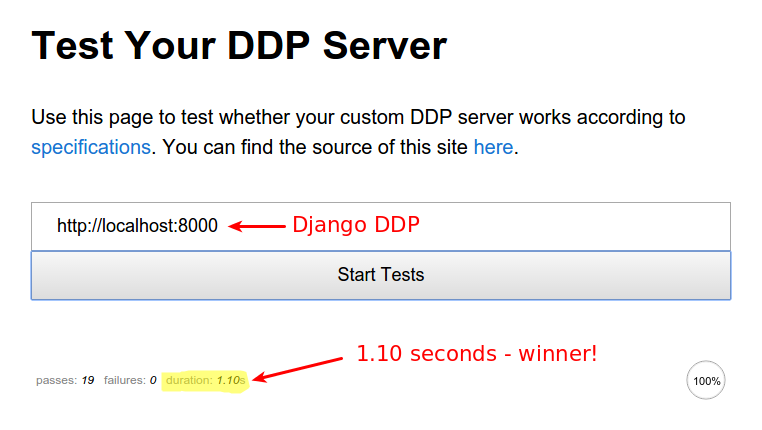 Test Your DDP Server
Use this page to test whether your custom DDP server works according to
specifications. You can find the source of this site here.
http://localhost:8000 Django DDP
Start Tests
1.10 seconds - winner!
passes: 19 failures: 0 duration: 1.10s 100%